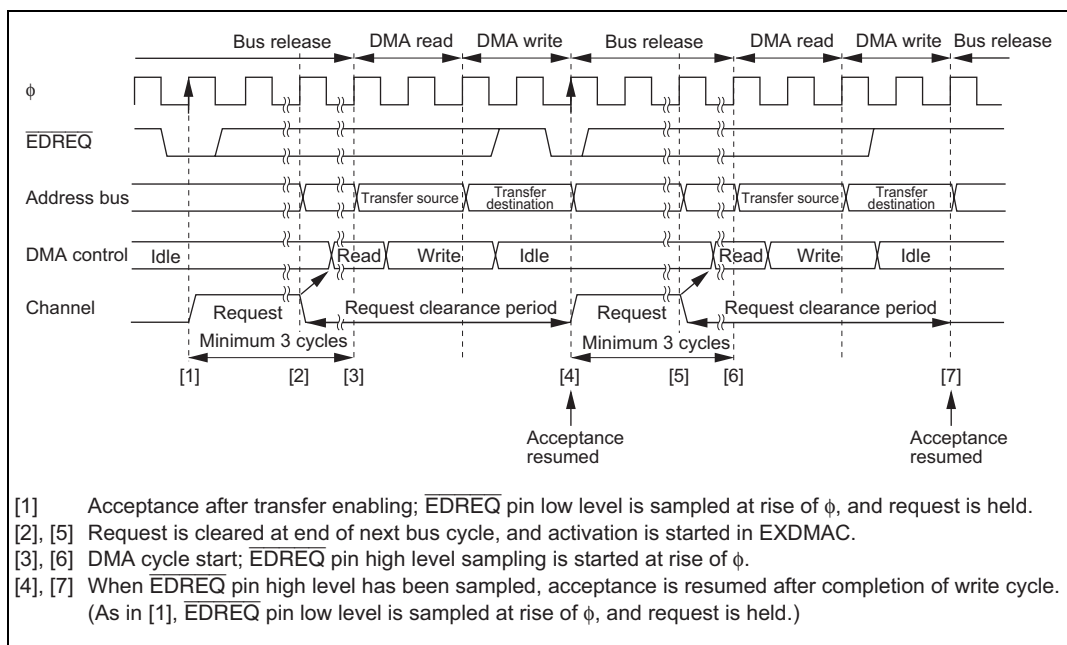 Bus release DMA read DMA write Bus release DMA read DMA write Bus release
φ
EDREQ
Address bus Transfer source Transfer destination Transfer source Transfer destination
DMA control Idle Read Write Idle Read Write Idle
Channel Request Request clearance period Request Request clearance period
Minimum 3 cycles Minimum 3 cycles
[1] [2] [3] [4] [5] [6] [7]
Acceptance resumed Acceptance resumed
[1] Acceptance after transfer enabling; EDREQ pin low level is sampled at rise of φ, and request is held.
[2], [5] Request is cleared at end of next bus cycle, and activation is started in EXDMAC.
[3], [6] DMA cycle start; EDREQ pin high level sampling is started at rise of φ.
[4], [7] When EDREQ pin high level has been sampled, acceptance is resumed after completion of write cycle.
(As in [1], EDREQ pin low level is sampled at rise of φ, and request is held.)